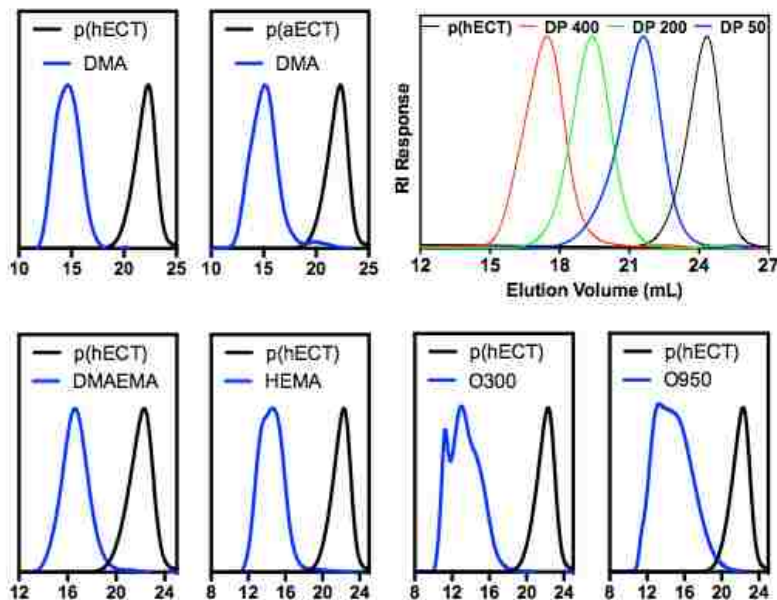 p(hECT)
DMA
10 15 20 25
p(aECT)
DMA
10 15 20 25
p(hECT) DP 400 DP 200 DP 50
RI Response
12 15 18 21 24 27
Elution Volume (mL)
p(hECT)
DMAEMA
12 16 20 24
p(hECT)
HEMA
8 12 16 20 24
p(hECT)
O300
8 12 16 20 24
p(hECT)
O950
8 12 16 20 24